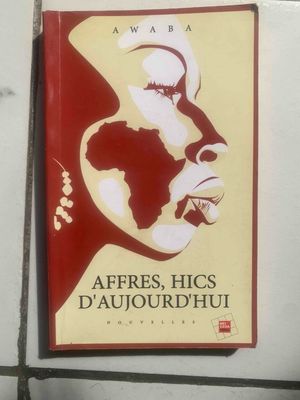 AWABA
AFFRES, HICS
D'AUJOURD'HUI
NOUVELLES